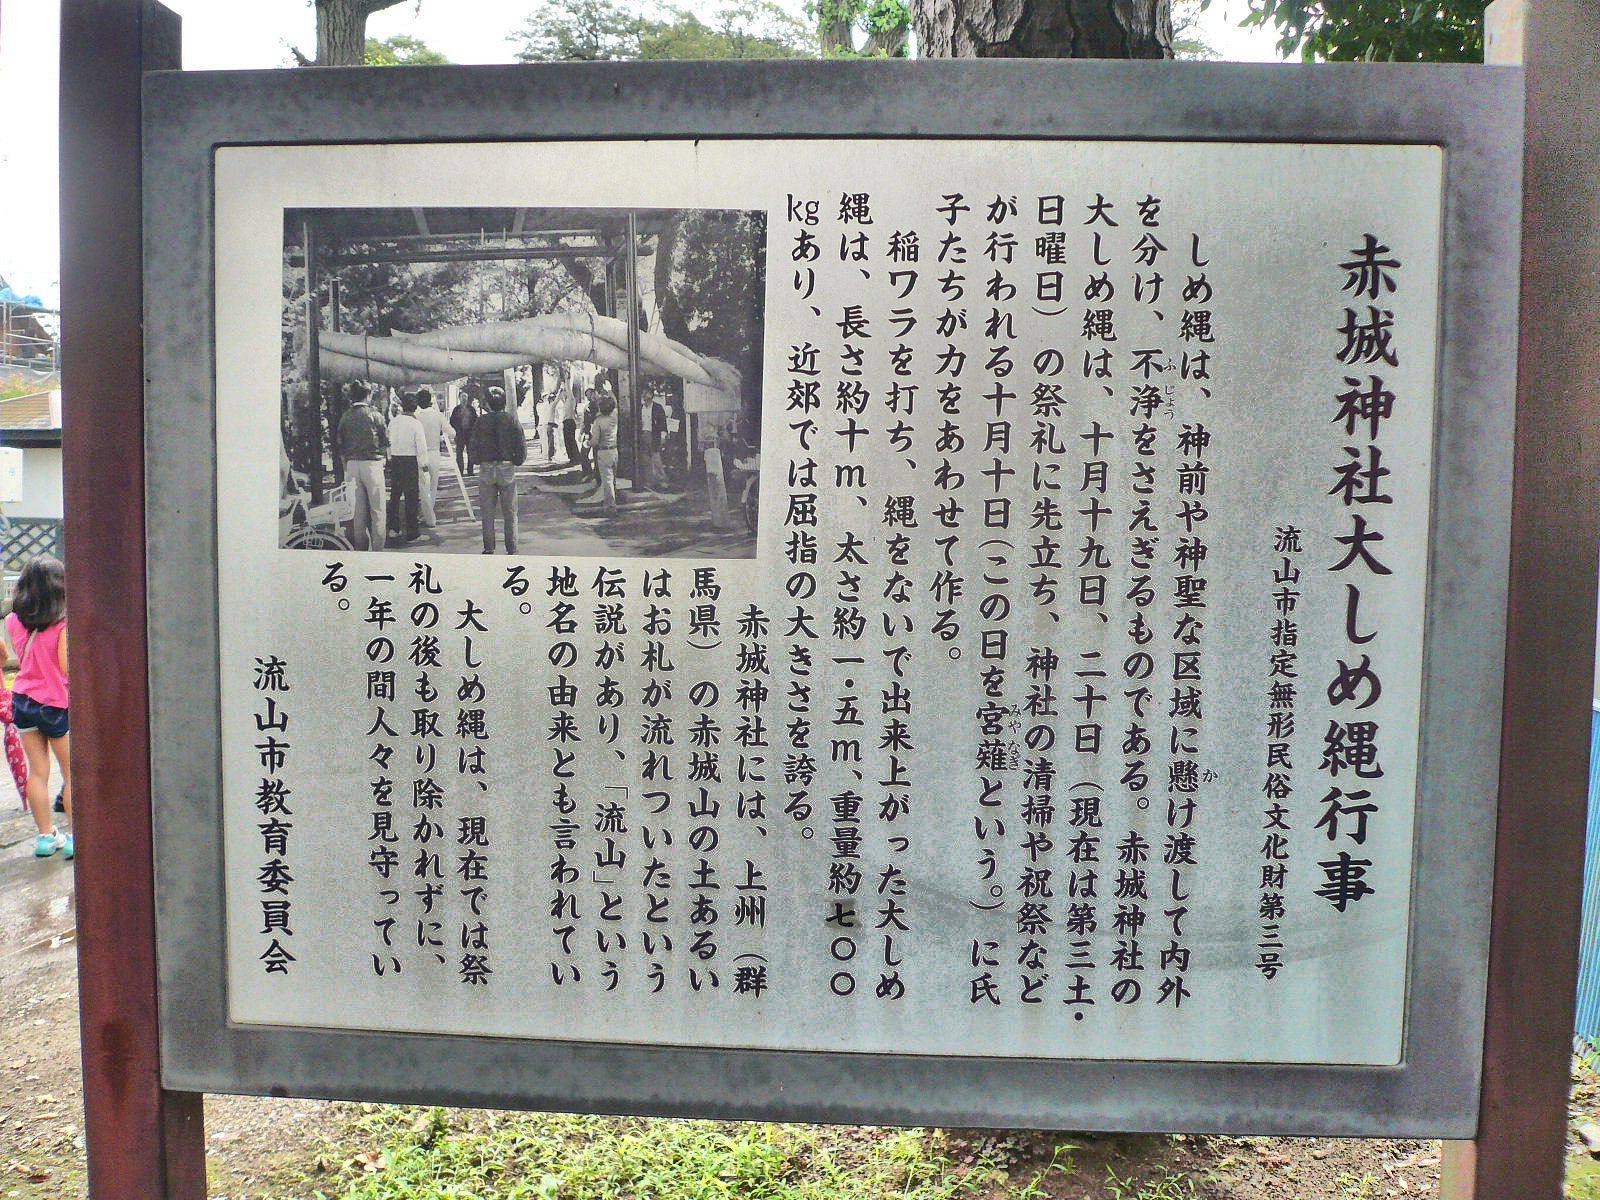 赤城神社大しめ縄行事
流山市指定無形民俗文化財第三号
しめ縄は、神前や神聖な区域に懸け渡して内外
を分け、不浄をさえぎるものである。赤城神社の
大しめ縄は、十月十九日、二十日（現在は第三土・
日曜日）の祭礼に先立ち、神社の清掃や祝祭など
が行われる十月十日（この日を宮薙という。）に氏
子たちが力をあわせて作る。
稲ワラを打ち、縄をないで出来上がった大しめ
縄は、長さ約十m、太さ約一・五m、重量約七〇〇
kgあり、近郊では屈指の大きさを誇る。
赤城神社には、上州（群
馬県）の赤城山の土あるい
はお札が流れついたという
伝説があり、「流山」という
地名の由来とも言われてい
る。
大しめ縄は、現在では祭
礼の後も取り除かれずに、
一年の間人々を見守ってい
る。
流山市教育委員会